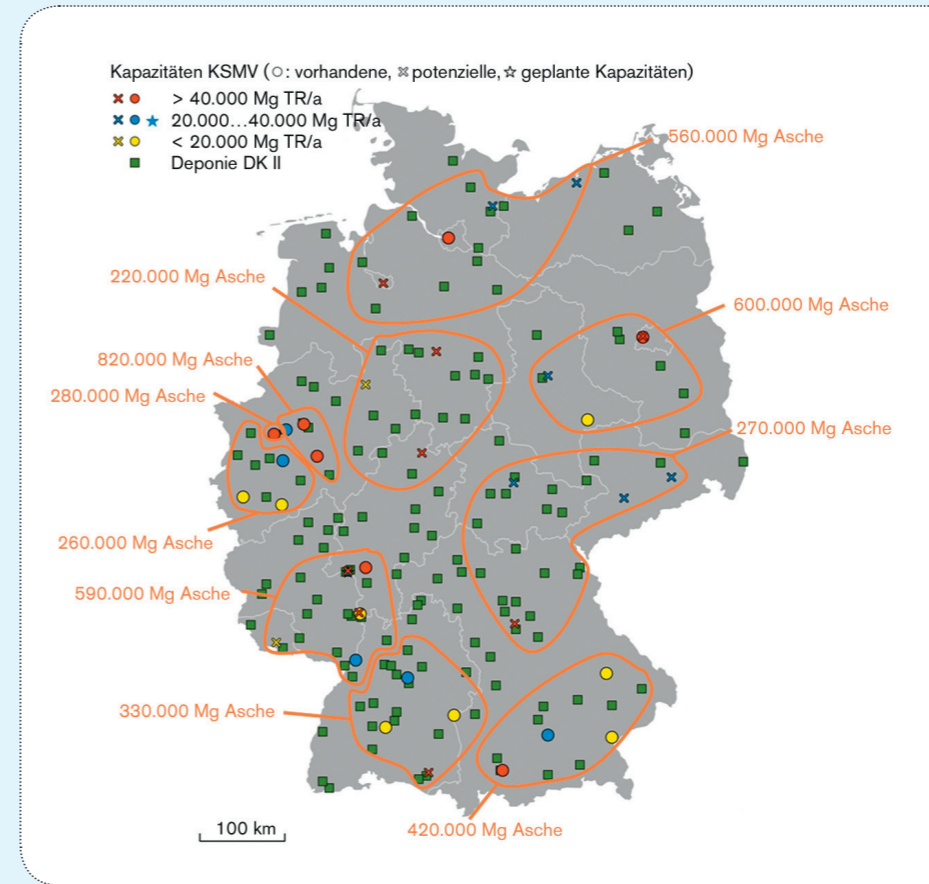 Kapazitäten KSMV (○: vorhandene, ✕ potenzielle, ☆ geplante Kapazitäten)
> 40.000 Mg TR/a
20.000...40.000 Mg TR/a
< 20.000 Mg TR/a
Deponie DK II
560.000 Mg Asche
220.000 Mg Asche
600.000 Mg Asche
820.000 Mg Asche
280.000 Mg Asche
270.000 Mg Asche
260.000 Mg Asche
590.000 Mg Asche
330.000 Mg Asche
420.000 Mg Asche
100 km